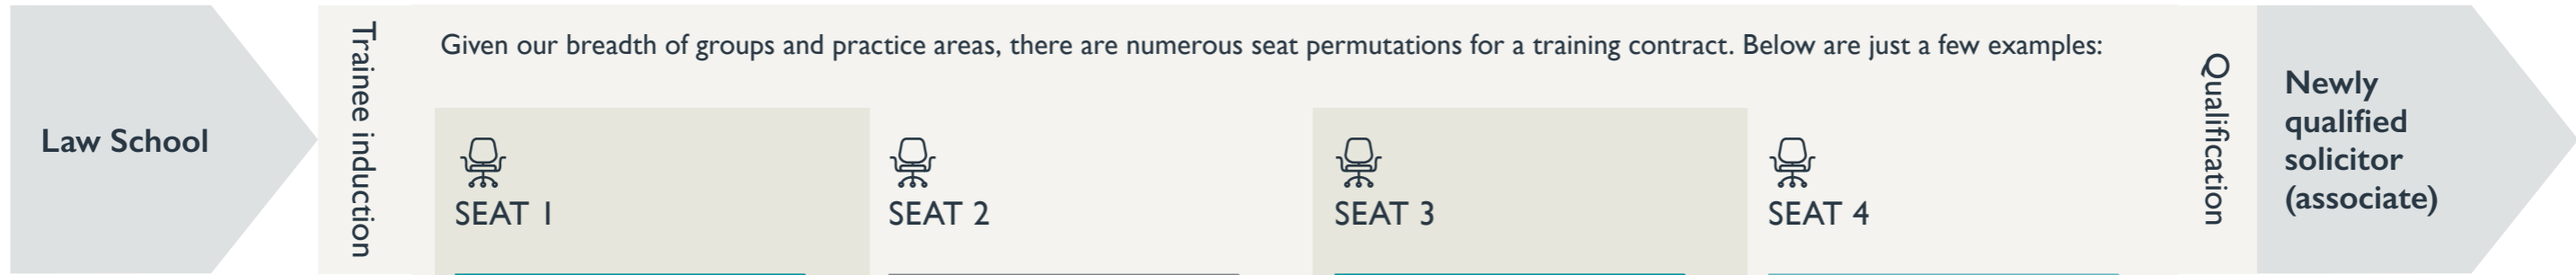 Law School
Trainee induction
Given our breadth of groups and practice areas, there are numerous seat permutations for a training contract. Below are just a few examples:
SEAT 1
SEAT 2
SEAT 3
SEAT 4
Qualification
Newly
qualified
solicitor
(associate)